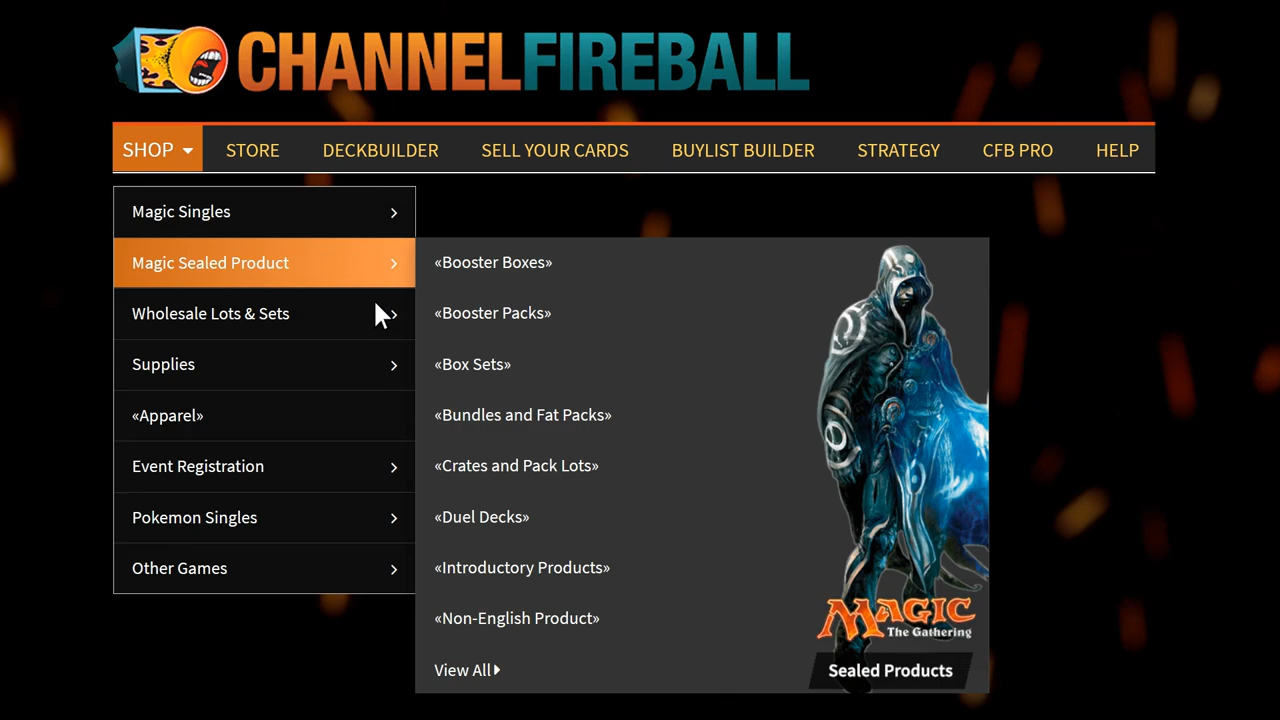 CHANNELFIREBALL
SHOP
STORE
DECKBUILDER
SELL YOUR CARDS
BUYLIST BUILDER
STRATEGY
CFB PRO
HELP
Magic Singles
Magic Sealed Product
Wholesale Lots & Sets
Supplies
«Apparel»
Event Registration
Pokemon Singles
Other Games
«Booster Boxes»
«Booster Packs»
«Box Sets»
«Bundles and Fat Packs»
«Crates and Pack Lots»
«Duel Decks»
«Introductory Products»
«Non-English Product»
View All
MAGIC
The Gathering
Sealed Products